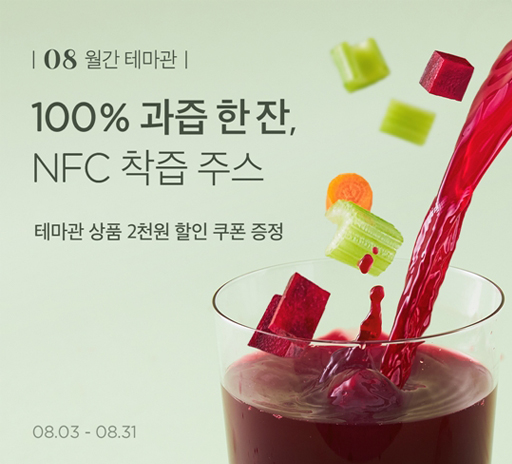 | 08 월간 테마관 |
100% 과즙 한 잔,
NFC 착즙 주스
테마관 상품 2천원 할인 쿠폰 증정
08.03 - 08.31